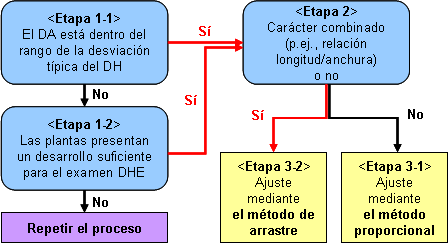 <Etapa 1-1>
El DA está dentro del
rango de la desviación
típica del DH
Sí
<Etapa 2>
Carácter combinado
(p.ej., relación
longitud/anchura)
o no
No
Sí
<Etapa 1-2>
Las plantas presentan
un desarrollo suficiente
para el examen DHE
No
Repetir el proceso
Sí
No
<Etapa 3-2>
Ajuste
mediante
el método de
arrastre
<Etapa 3-1>
Ajuste
mediante
el método
proporcional